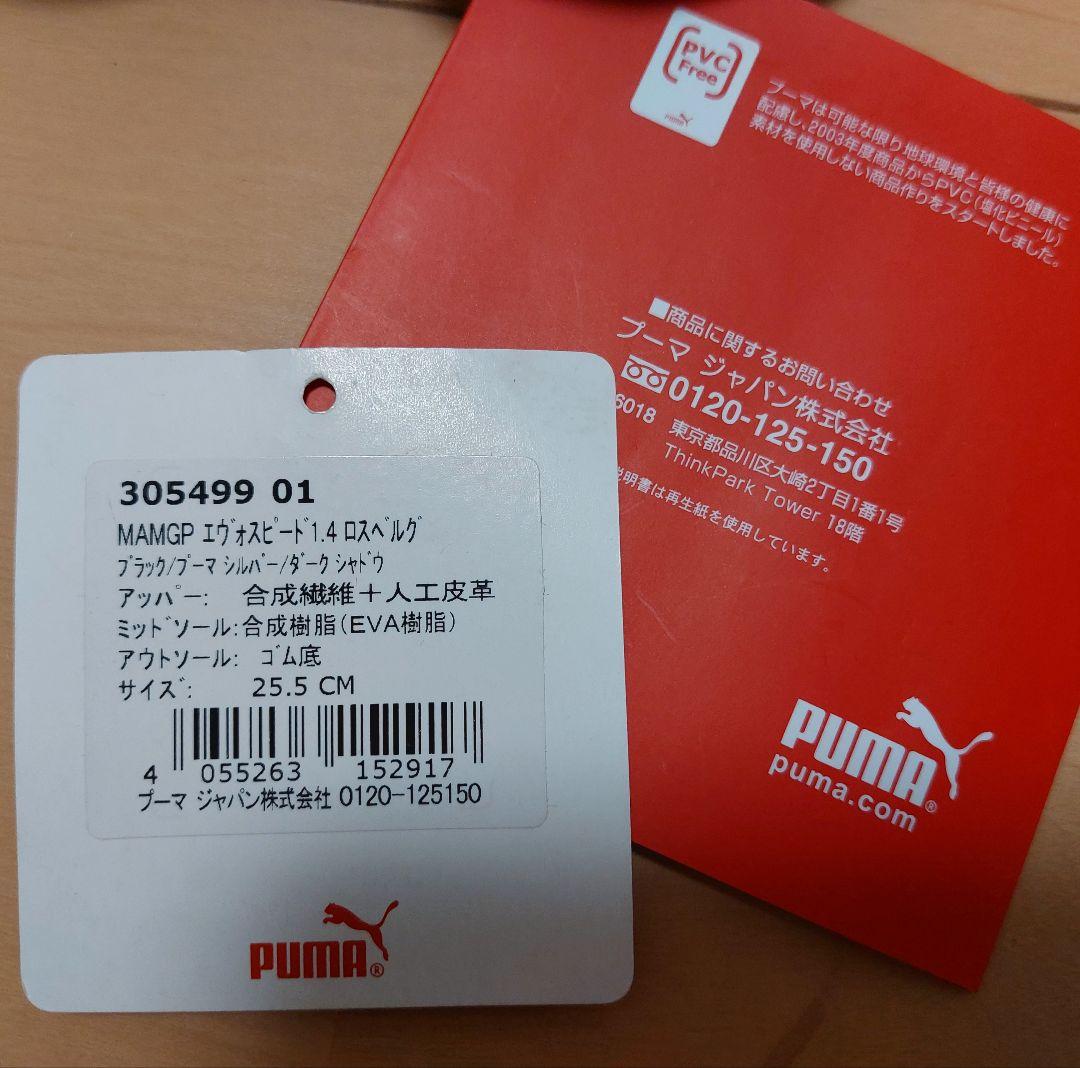 PVC
Free
PUMA
プーマは可能な限り地球環境と皆様の健康に
配慮し、2003年度商品からPVC(塩化ビニール)
素材を使用しない商品作りをスタートしました。
■商品に関するお問い合わせ
プーマ ジャパン株式会社
0120-125-150
6018 東京都品川区大崎2丁目1番1号
ThinkPark Tower 18階
説明書は再生紙を使用しています。
PUMA®
puma.com
305499 01
MAMGP エヴォスピード1.4 ロスベルグ
ブラック/プーマ シルバー/ダーク シャドウ
アッパー: 合成繊維＋人工皮革
ミッドソール:合成樹脂(EVA樹脂)
アウトソール: ゴム底
サイズ: 25.5 CM
4 055263 152917
プーマ ジャパン株式会社 0120-125150
PUMA®